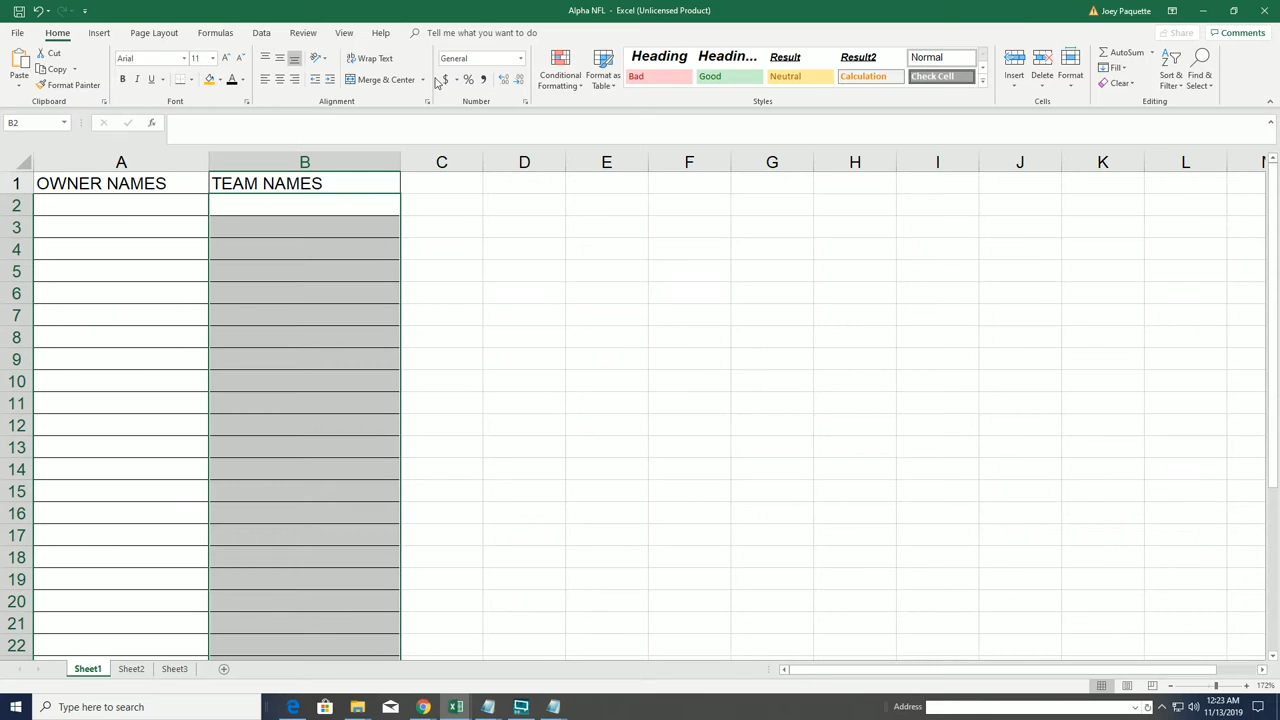 Alpha NFL - Excel (Unlicensed Product)
Joey Paquette
File Home Insert Page Layout Formulas Data Review View Help Tell me what you want to do
Share Comments
Paste Cut Copy Format Painter
Clipboard
Arial 11
B I U A
Font
Wrap Text
Merge & Center
Alignment
General
$ % 9
Number
Conditional Formatting
Format as Table
Heading Headin... Result Result2 Normal
Bad Good Neutral Calculation Check Cell
Styles
Insert Delete Format
Cells
AutoSum
Fill
Clear
Sort & Filter
Find & Select
Editing
B2
fx
A B C D E F G H I J K L
1 OWNER NAMES TEAM NAMES
2
3
4
5
6
7
8
9
10
11
12
13
14
15
16
17
18
19
20
21
22
Sheet1 Sheet2 Sheet3
172%
Type here to search
Address
12:23 AM
11/13/2019